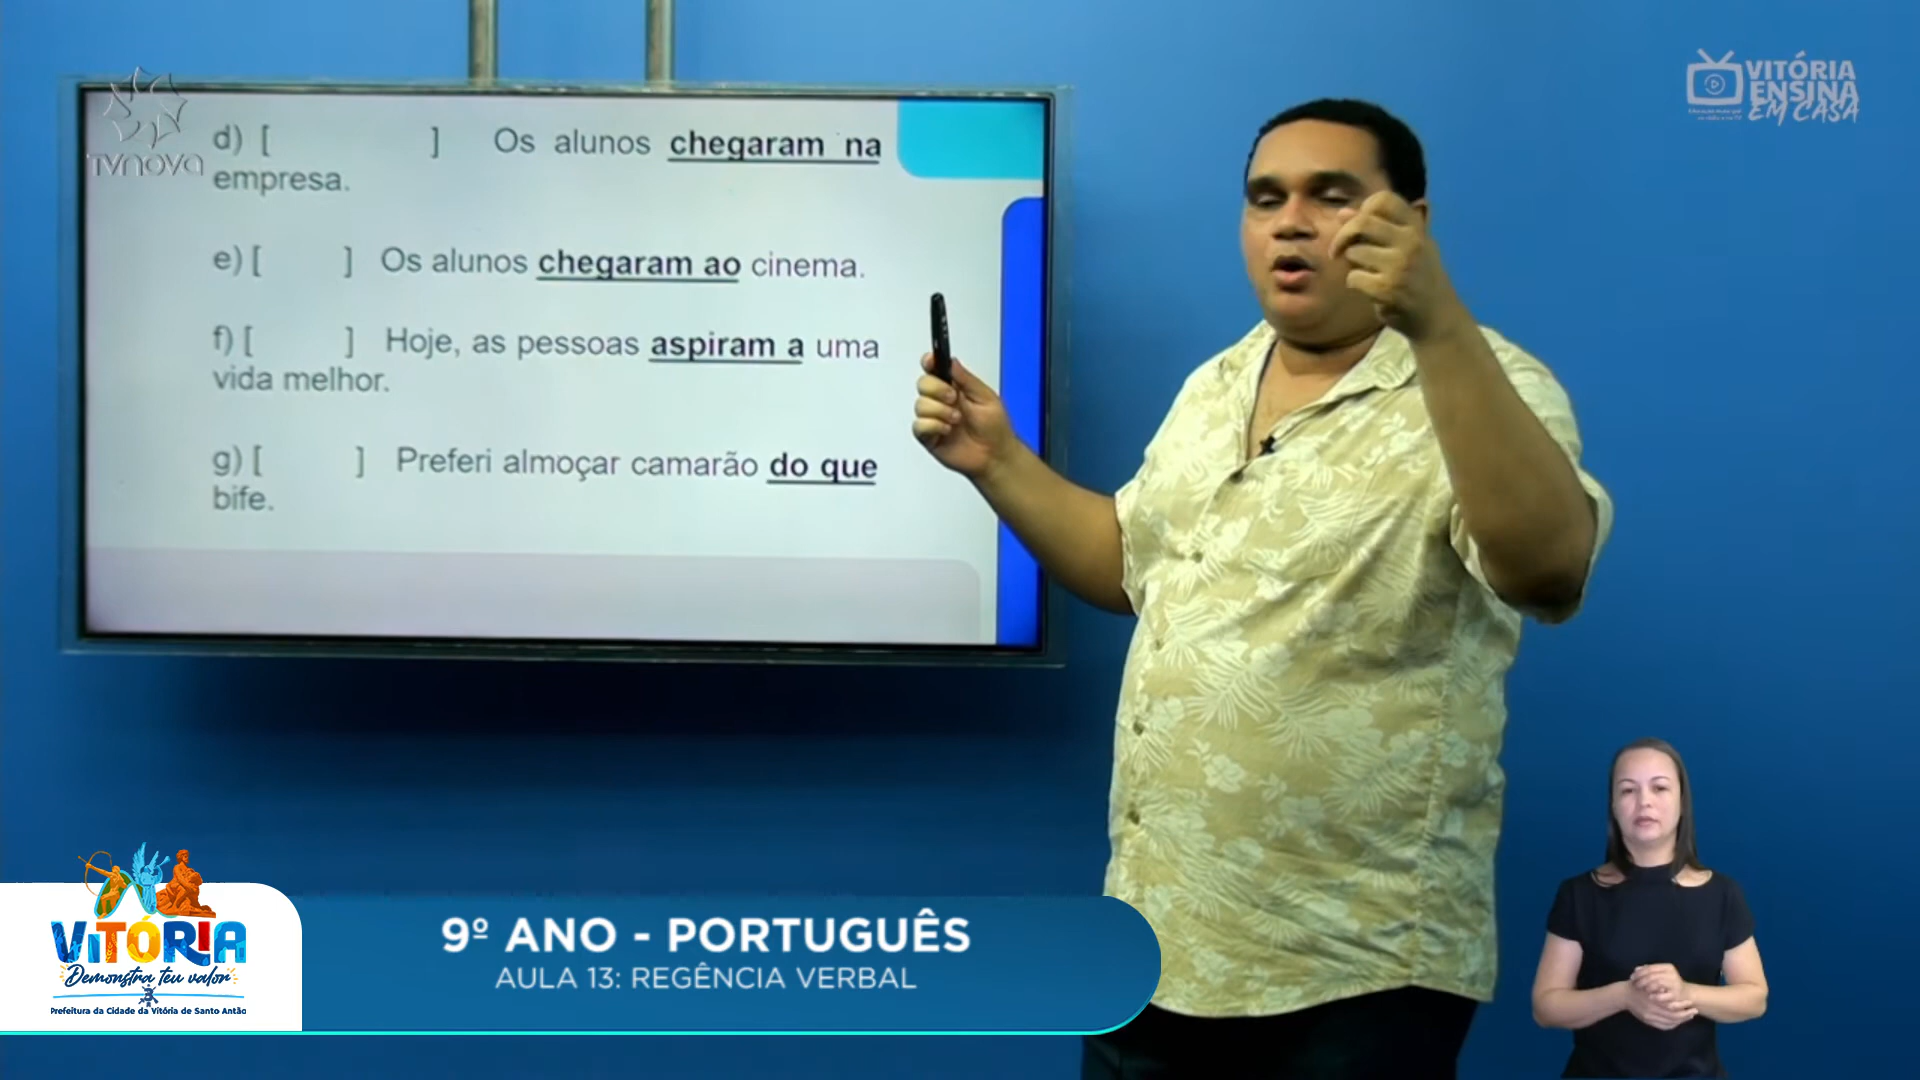 d) [ ] Os alunos chegaram na
empresa.
e) [ ] Os alunos chegaram ao cinema.
f) [ ] Hoje, as pessoas aspiram a uma
vida melhor.
g) [ ] Preferi almoçar camarão do que
bife.
TVNOVA
VITÓRIA
ENSINA
EM CASA
VITÓRIA
Demonstra teu valor
Prefeitura da Cidade da Vitória de Santo Antão
9º ANO - PORTUGUÊS
AULA 13: REGÊNCIA VERBAL